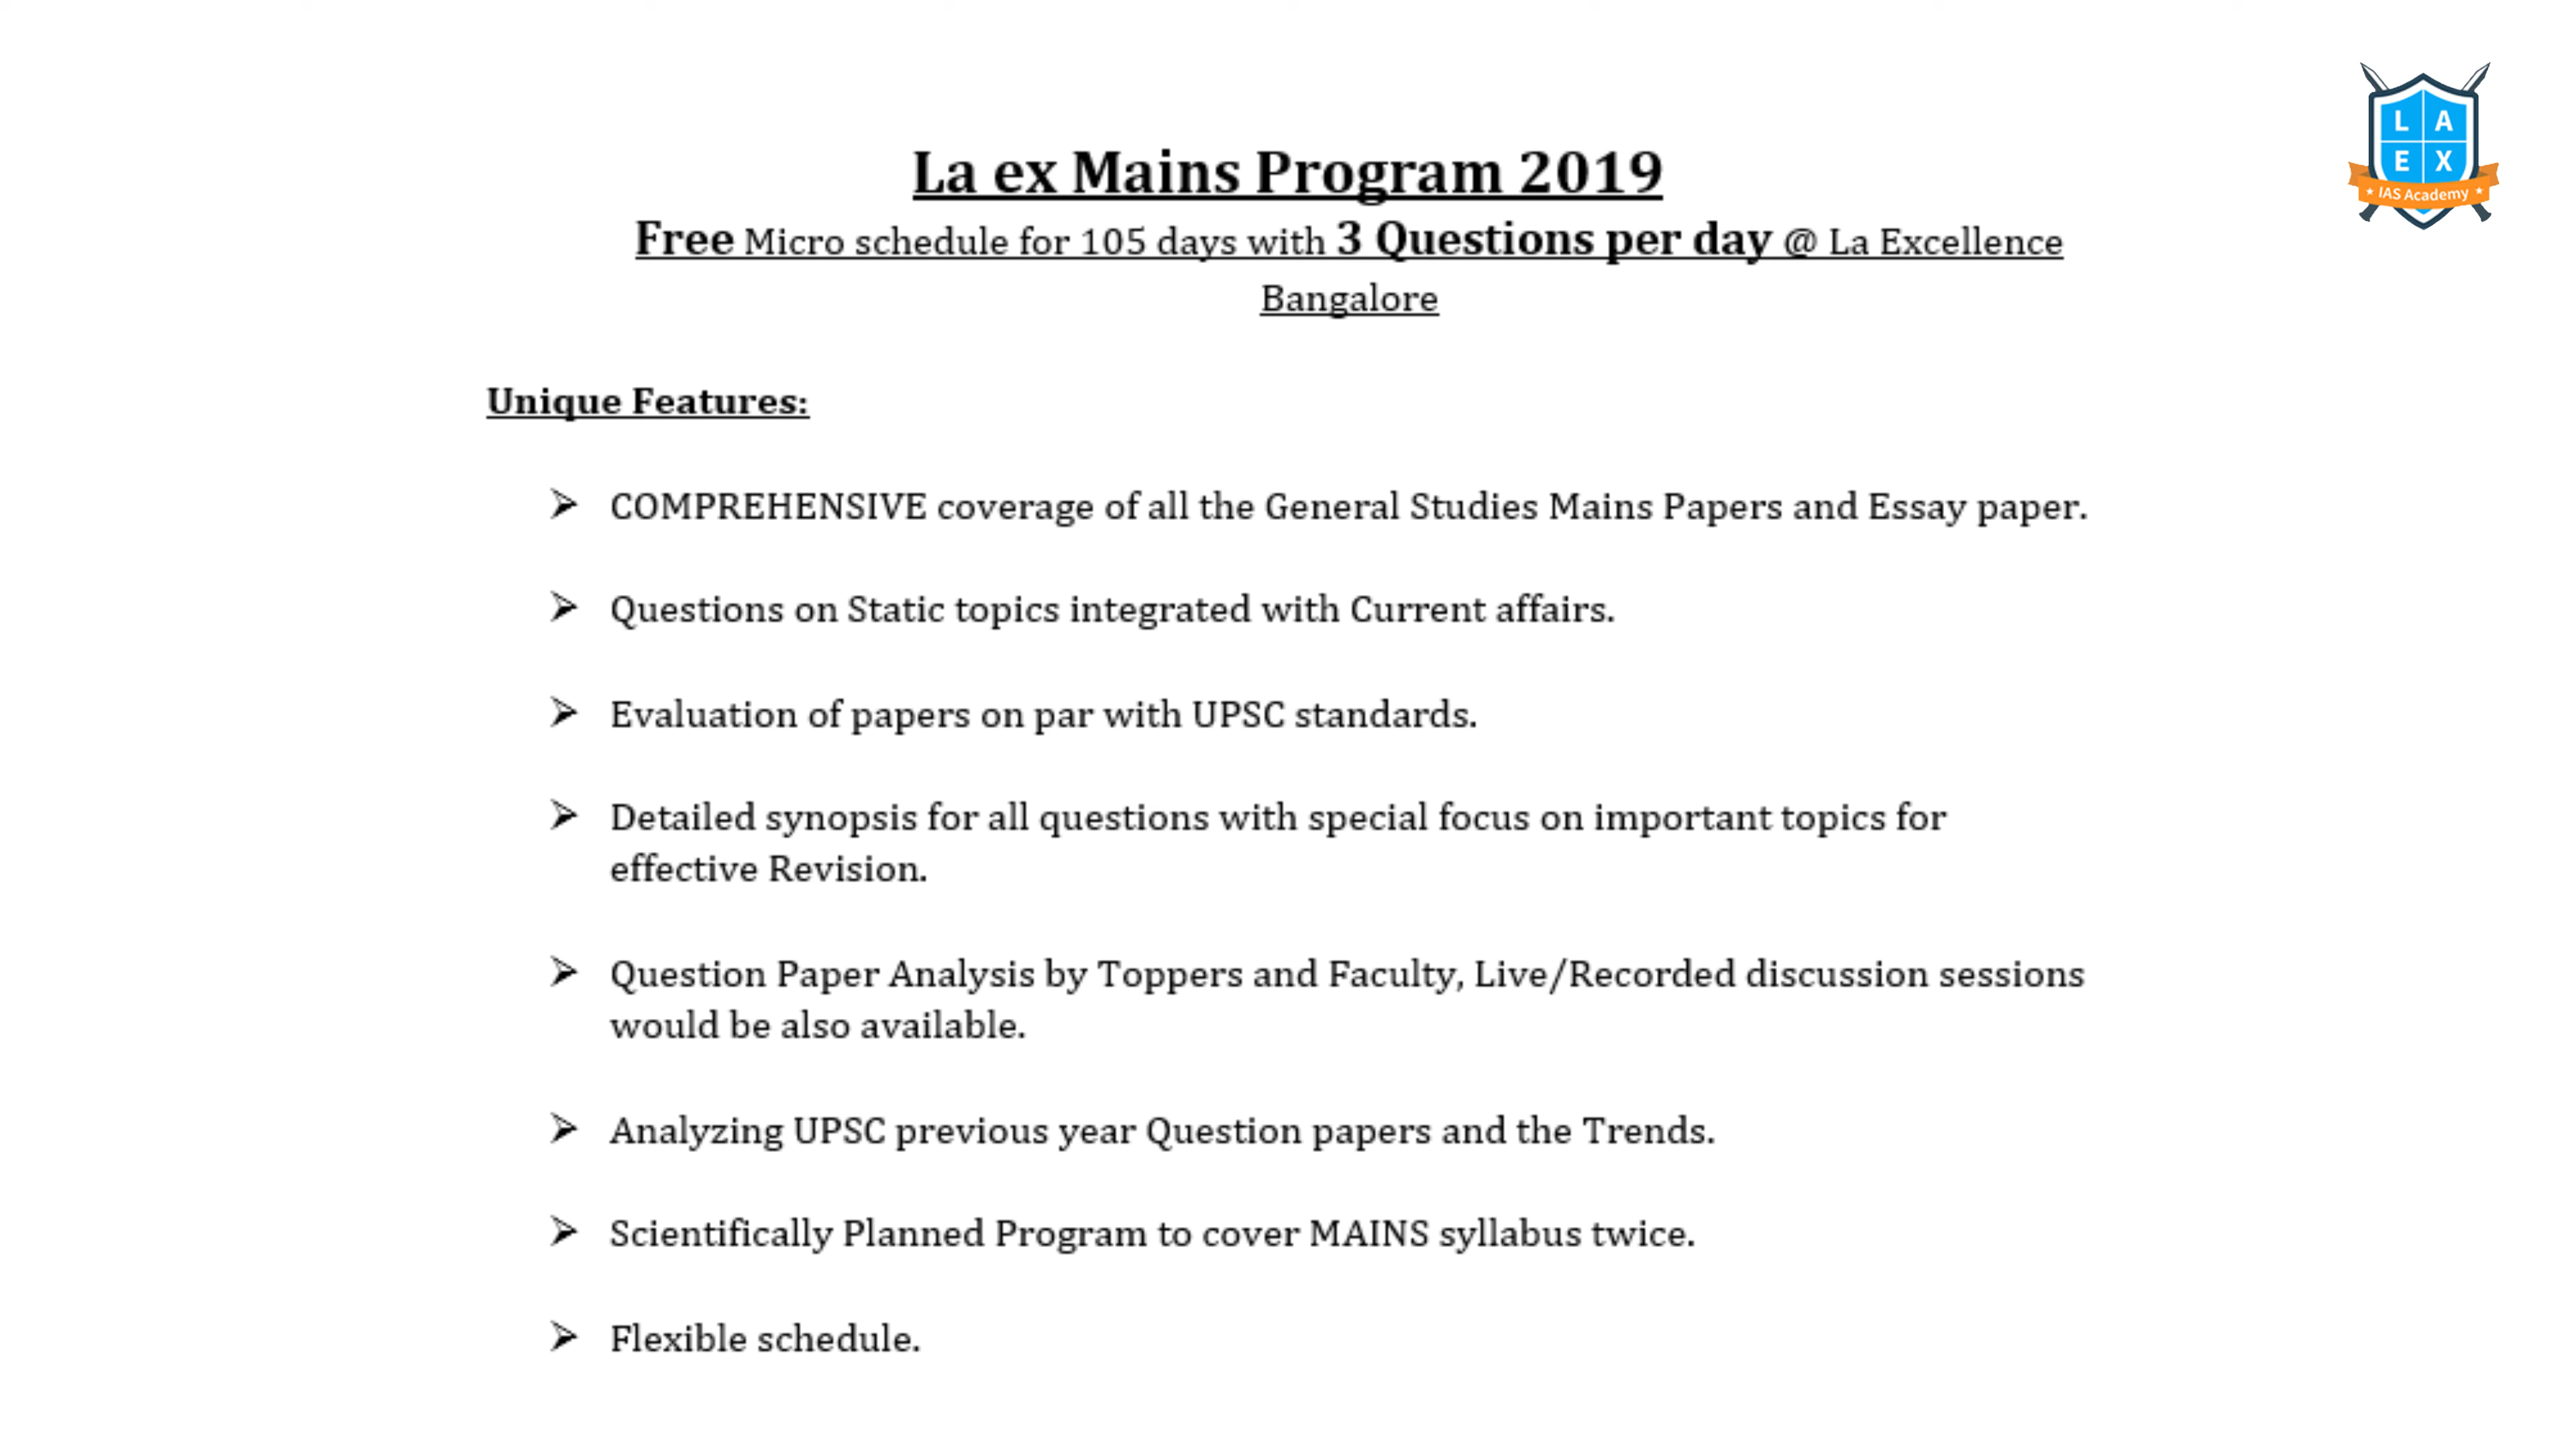 L A
E X
IAS Academy
La ex Mains Program 2019
Free Micro schedule for 105 days with 3 Questions per day @ La Excellence
Bangalore
Unique Features:
➢ COMPREHENSIVE coverage of all the General Studies Mains Papers and Essay paper.
➢ Questions on Static topics integrated with Current affairs.
➢ Evaluation of papers on par with UPSC standards.
➢ Detailed synopsis for all questions with special focus on important topics for
effective Revision.
➢ Question Paper Analysis by Toppers and Faculty, Live/Recorded discussion sessions
would be also available.
➢ Analyzing UPSC previous year Question papers and the Trends.
➢ Scientifically Planned Program to cover MAINS syllabus twice.
➢ Flexible schedule.